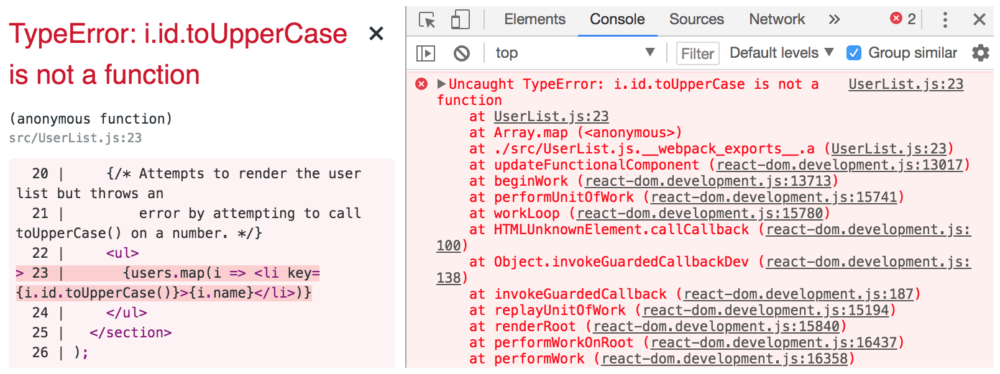 TypeError: i.id.toUpperCase
is not a function
(anonymous function)
src/UserList.js:23
20 |     {/* Attempts to render the user
list but throws an
21 |         error by attempting to call
toUpperCase() on a number. */}
22 |     <ul>
> 23 |       {users.map(i => <li key=
{i.id.toUpperCase()}>{i.name}</li>)}
24 |     </ul>
25 |   </section>
26 | );
Elements Console Sources Network » 2
top Filter Default levels Group similar
Uncaught TypeError: i.id.toUpperCase is not a UserList.js:23
function
at UserList.js:23
at Array.map (<anonymous>)
at ./src/UserList.js.__webpack_exports__.a (UserList.js:23)
at updateFunctionalComponent (react-dom.development.js:13017)
at beginWork (react-dom.development.js:13713)
at performUnitOfWork (react-dom.development.js:15741)
at workLoop (react-dom.development.js:15780)
at HTMLUnknownElement.callCallback (react-dom.development.js:
100)
at Object.invokeGuardedCallbackDev (react-dom.development.js:
138)
at invokeGuardedCallback (react-dom.development.js:187)
at replayUnitOfWork (react-dom.development.js:15194)
at renderRoot (react-dom.development.js:15840)
at performWorkOnRoot (react-dom.development.js:16437)
at performWork (react-dom.development.js:16358)